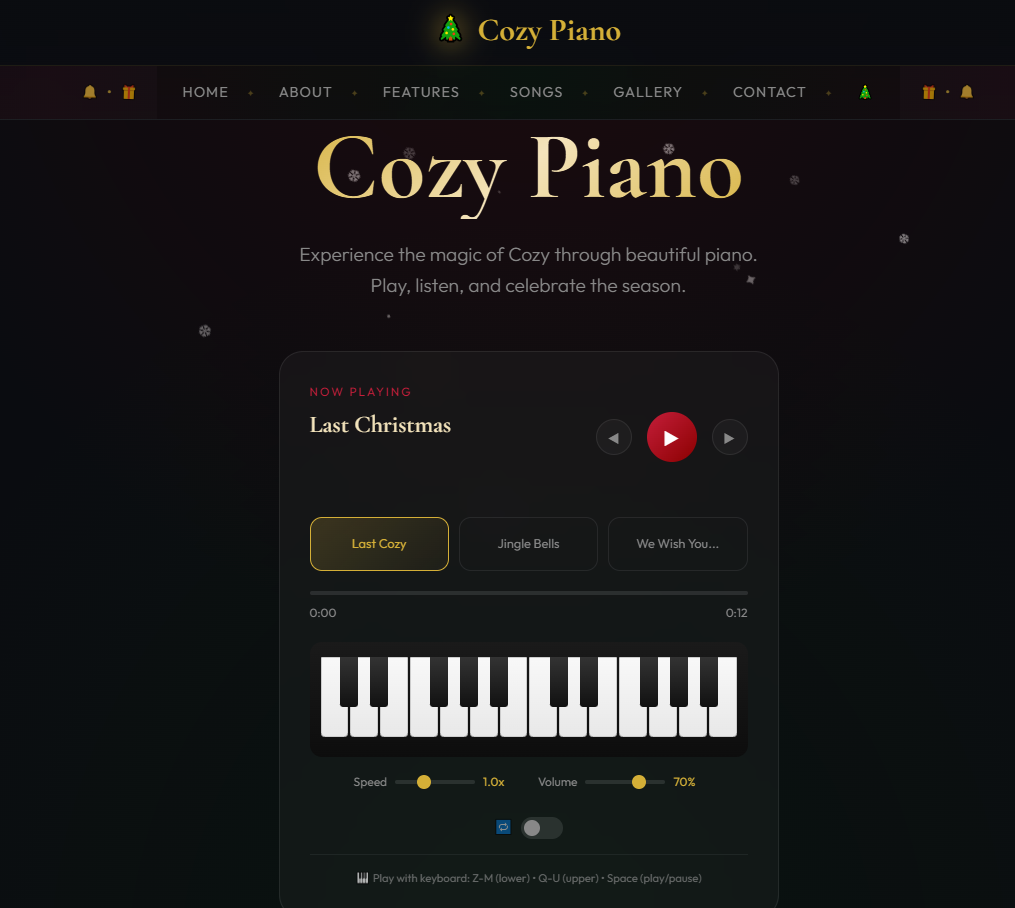 Cozy Piano
HOME ABOUT FEATURES SONGS GALLERY CONTACT
Cozy Piano
Experience the magic of Cozy through beautiful piano.
Play, listen, and celebrate the season.
NOW PLAYING
Last Christmas
Last Cozy Jingle Bells We Wish You...
0:00 0:12
Speed 1.0x Volume 70%
Play with keyboard: Z-M (lower) • Q-U (upper) • Space (play/pause)